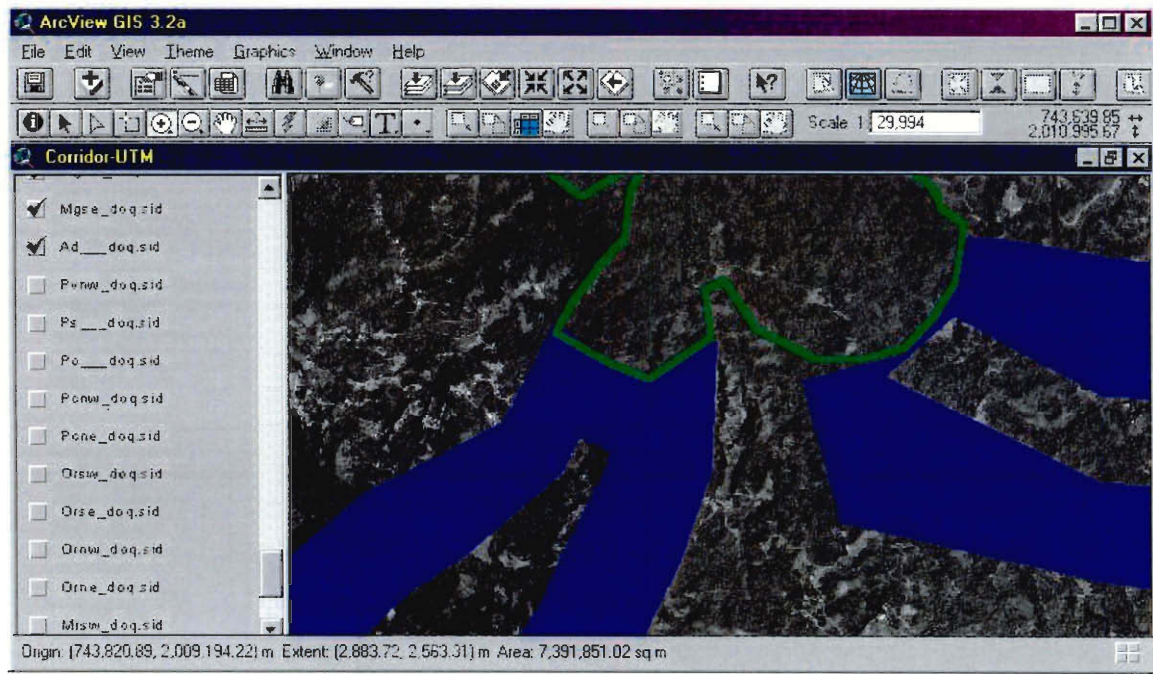 ArcView GIS 3.2a
File Edit View Theme Graphics Window Help
Scale 1: 29,994
743,639.85
2,010,995.67
Corridor-UTM
Mgse_doq.sid
Ad___doq.sid
Ps___doq.sid
Po___doq.sid
Ponw_doq.sid
Pone_doq.sid
Orsw_doq.sid
Orse_doq.sid
Ornw_doq.sid
Orne_doq.sid
Mrsw_doq.sid
Origin: (743,820.89, 2,009,194.22) m Extent: (2,883.72, 2,563.31) m Area: 7,391,851.02 sq m